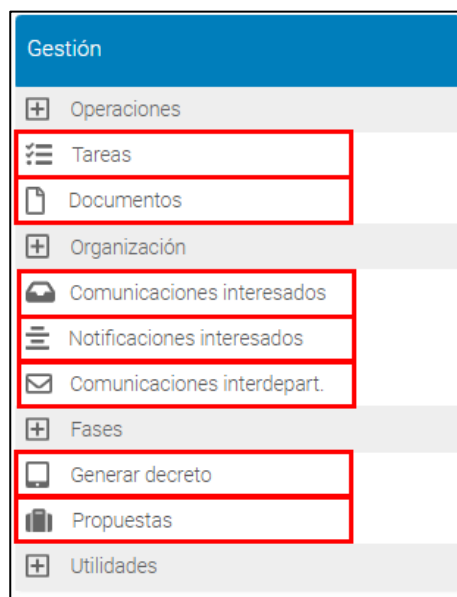 Gestión
Operaciones
Tareas
Documentos
Organización
Comunicaciones interesados
Notificaciones interesados
Comunicaciones interdepart.
Fases
Generar decreto
Propuestas
Utilidades